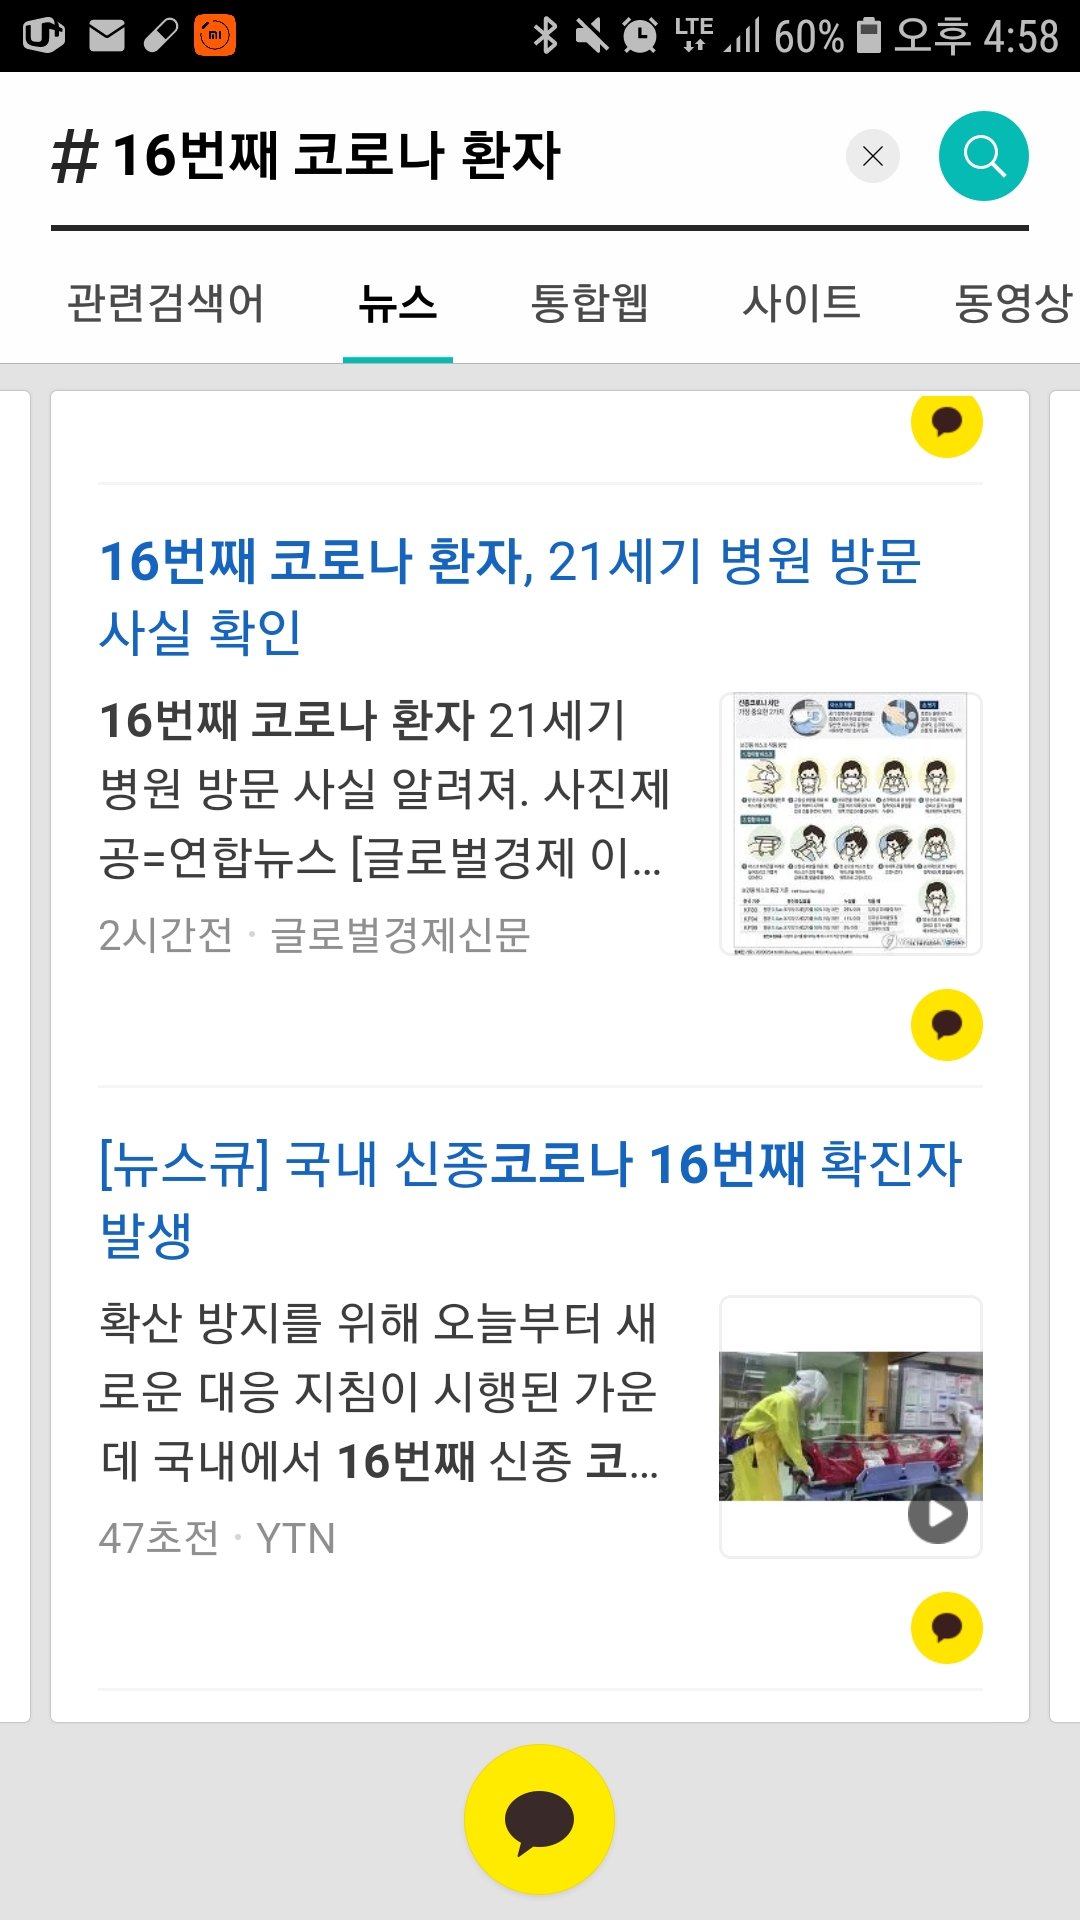 LTE 60% 오후 4:58
#16번째 코로나 환자
관련검색어 뉴스 통합웹 사이트 동영상
16번째 코로나 환자, 21세기 병원 방문
사실 확인
16번째 코로나 환자 21세기
병원 방문 사실 알려져. 사진제
공=연합뉴스 [글로벌경제 이...
2시간전 · 글로벌경제신문
[뉴스큐] 국내 신종코로나 16번째 확진자
발생
확산 방지를 위해 오늘부터 새
로운 대응 지침이 시행된 가운
데 국내에서 16번째 신종 코...
47초전 · YTN